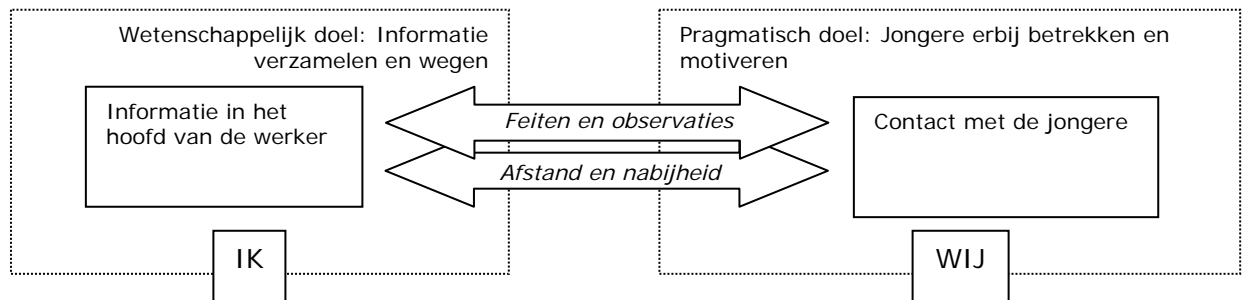 Wetenschappelijk doel: Informatie
verzamelen en wegen
Informatie in het
hoofd van de werker
IK
Feiten en observaties
Afstand en nabijheid
Pragmatisch doel: Jongere erbij betrekken en
motiveren
Contact met de jongere
WIJ